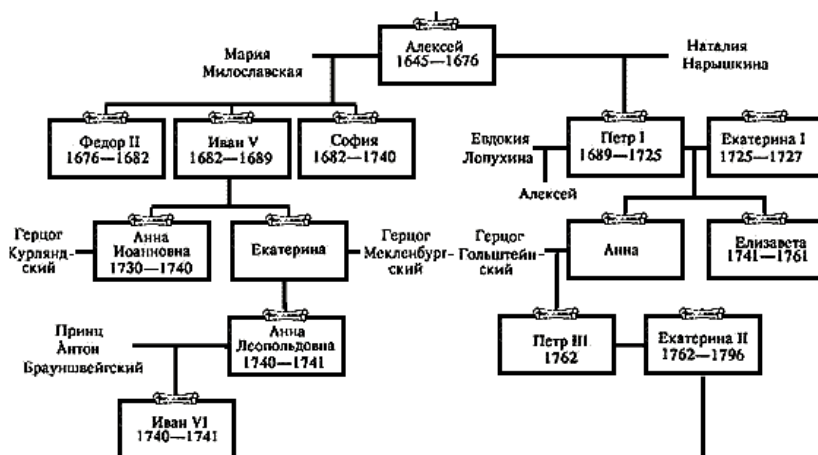 Мария
Милославская
Алексей
1645—1676
Наталия
Нарышкина
Федор II
1676—1682
Иван V
1682—1689
София
1682—1740
Евдокия
Лопухина
Петр I
1689—1725
Екатерина I
1725—1727
Алексей
Герцог
Курлянд-
ский
Анна
Иоанновна
1730—1740
Екатерина
Герцог
Мекленбург-
ский
Герцог
Гольштейн-
ский
Анна
Елизавета
1741—1761
Принц
Антон
Брауншвейгский
Анна
Леопольдовна
1740—1741
Петр III
1762
Екатерина II
1762—1796
Иван VI
1740—1741